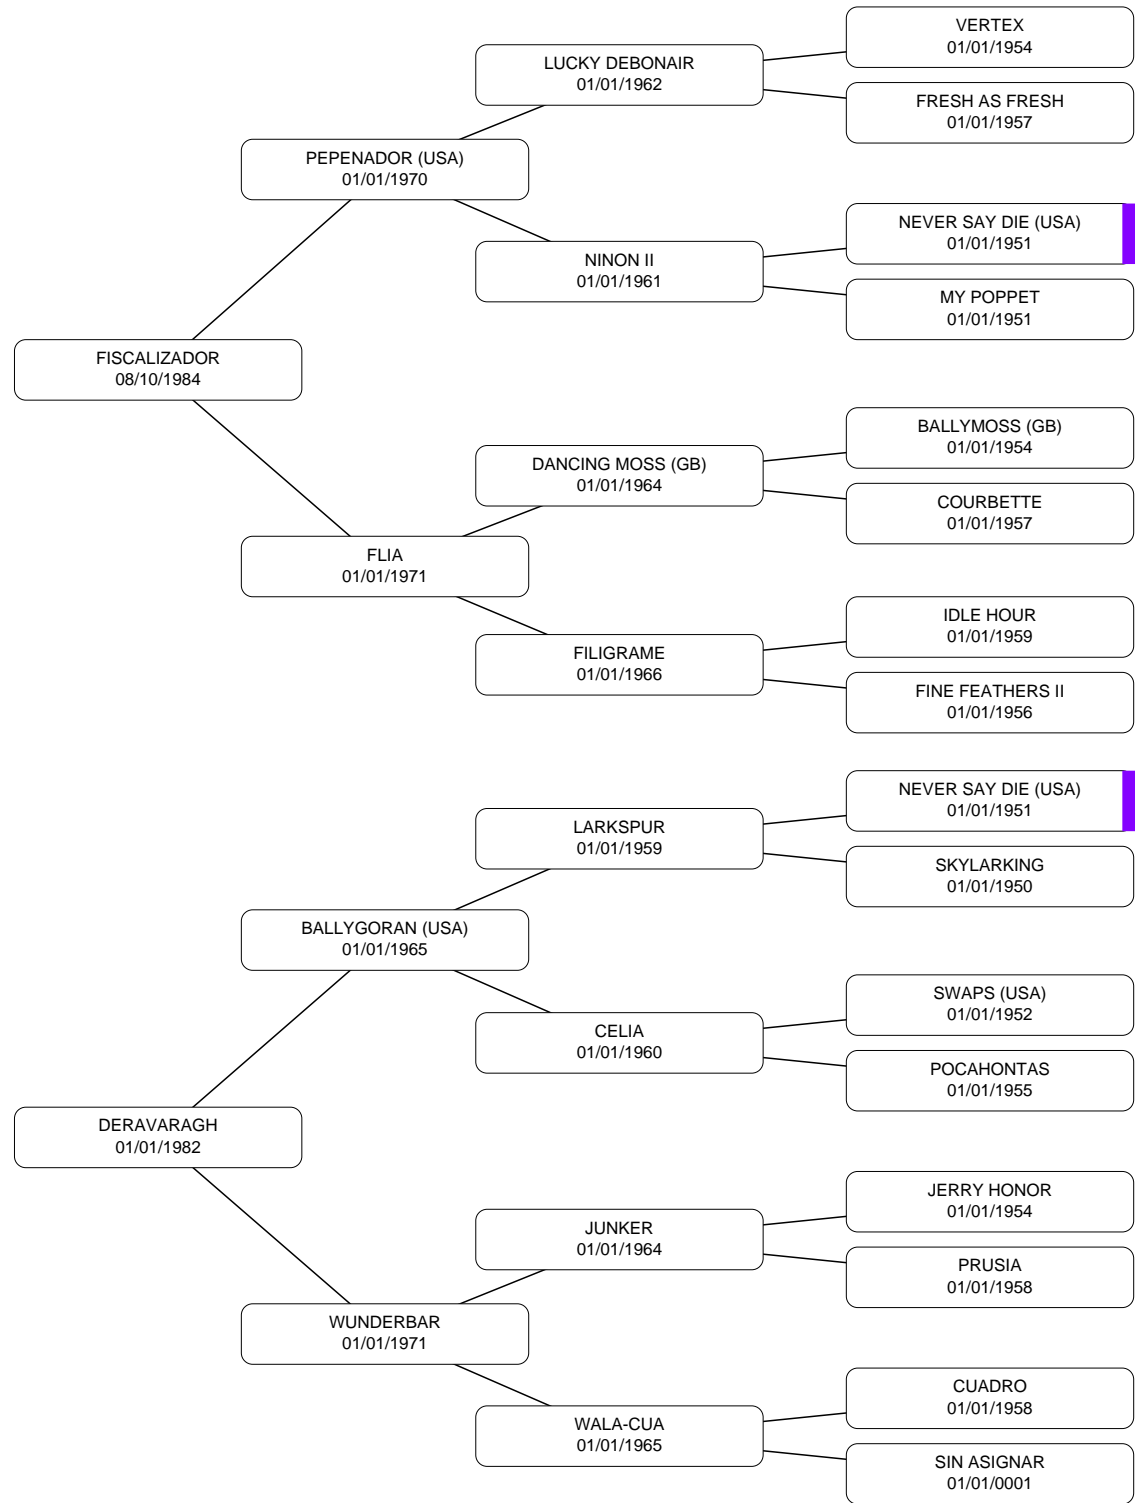 VERTEX
01/01/1954
LUCKY DEBONAIR
01/01/1962
FRESH AS FRESH
01/01/1957
PEPENADOR (USA)
01/01/1970
NEVER SAY DIE (USA)
01/01/1951
NINON II
01/01/1961
MY POPPET
01/01/1951
FISCALIZADOR
08/10/1984
BALLYMOSS (GB)
01/01/1954
DANCING MOSS (GB)
01/01/1964
COURBETTE
01/01/1957
FLIA
01/01/1971
IDLE HOUR
01/01/1959
FILIGRAME
01/01/1966
FINE FEATHERS II
01/01/1956
NEVER SAY DIE (USA)
01/01/1951
LARKSPUR
01/01/1959
SKYLARKING
01/01/1950
BALLYGORAN (USA)
01/01/1965
SWAPS (USA)
01/01/1952
CELIA
01/01/1960
POCAHONTAS
01/01/1955
DERAVARAGH
01/01/1982
JERRY HONOR
01/01/1954
JUNKER
01/01/1964
PRUSIA
01/01/1958
WUNDERBAR
01/01/1971
CUADRO
01/01/1958
WALA-CUA
01/01/1965
SIN ASIGNAR
01/01/0001